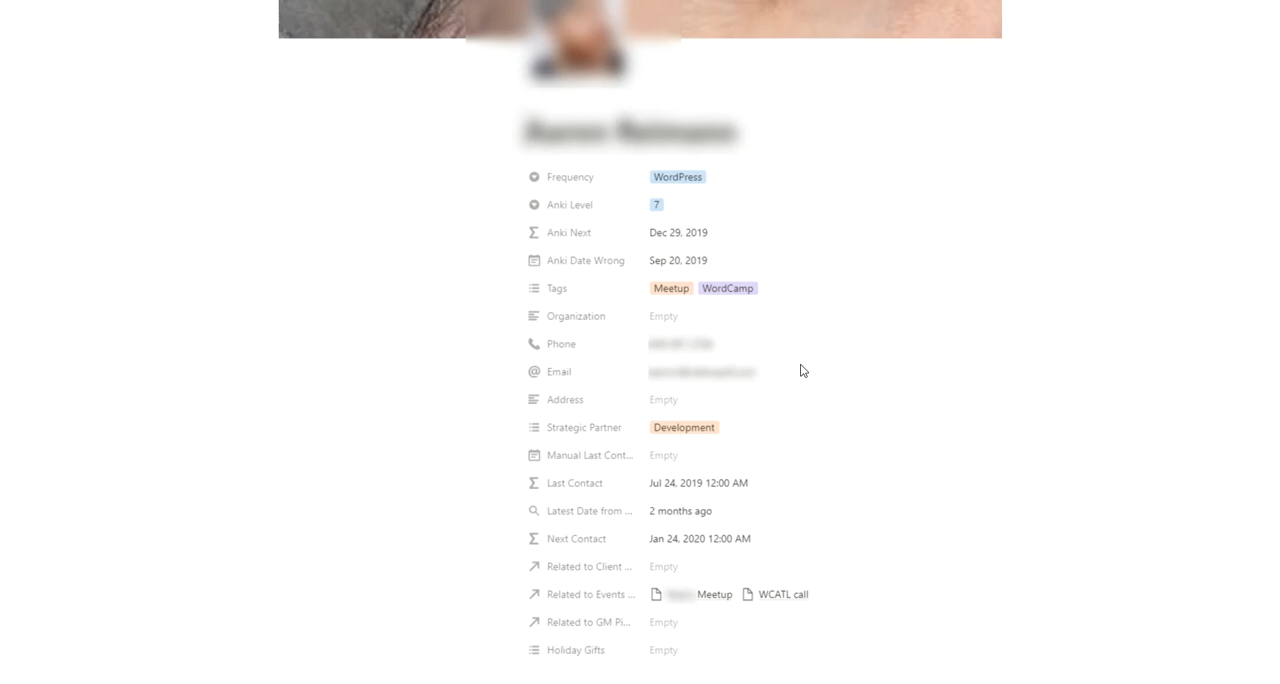 Frequency WordPress
Anki Level 7
Anki Next Dec 29, 2019
Anki Date Wrong Sep 20, 2019
Tags Meetup WordCamp
Organization Empty
Phone
Email
Address Empty
Strategic Partner Development
Manual Last Cont... Empty
Last Contact Jul 24, 2019 12:00 AM
Latest Date from ... 2 months ago
Next Contact Jan 24, 2020 12:00 AM
Related to Client ... Empty
Related to Events ... Meetup WCATL call
Related to GM Pi... Empty
Holiday Gifts Empty